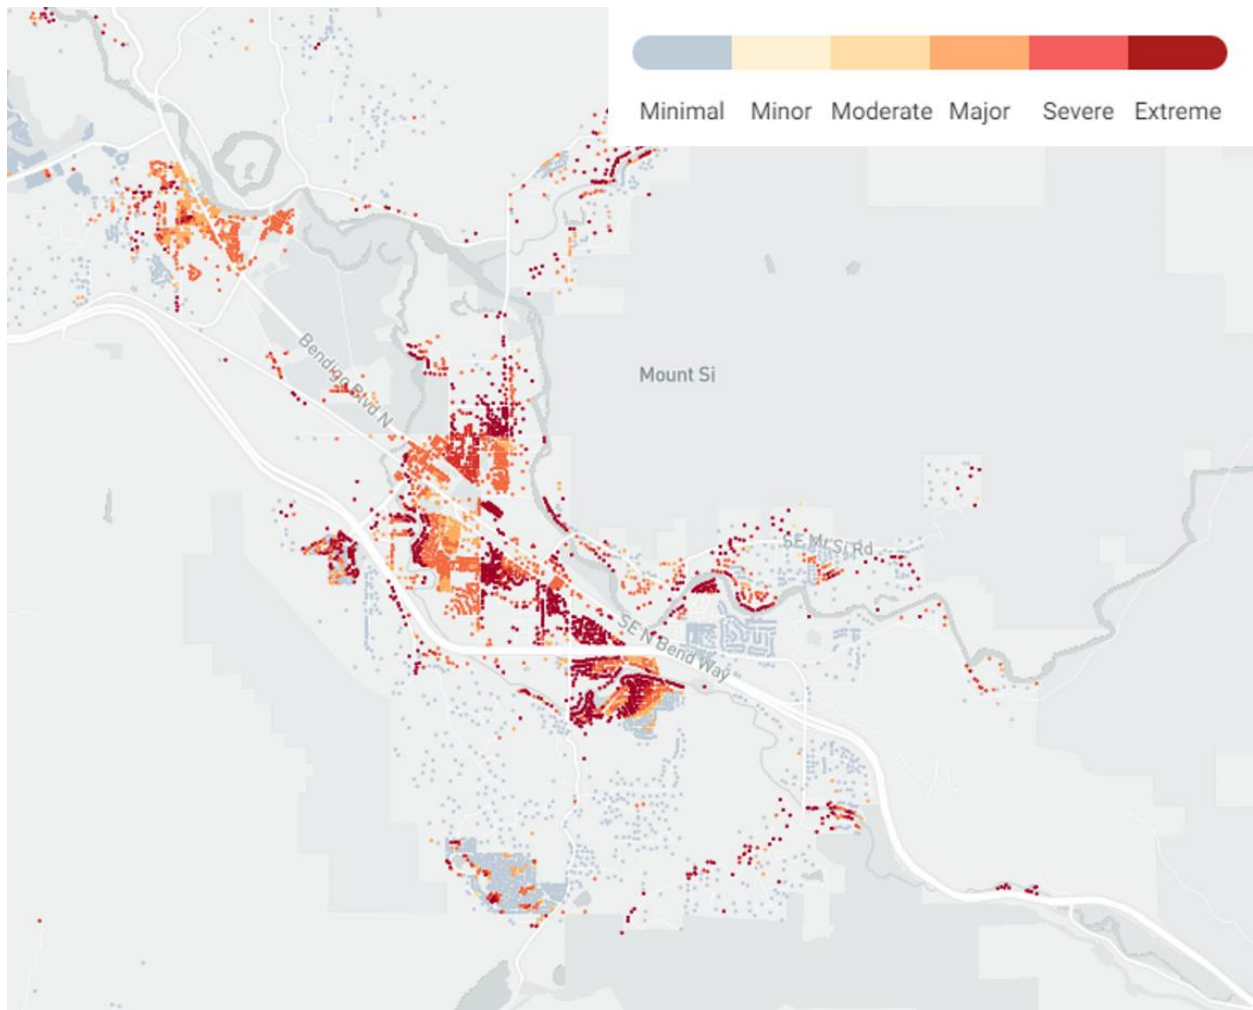 Minimal Minor Moderate Major Severe Extreme
Mount Si
Bendigo Blvd N
SE Mt Si Rd
SE N Bend Way